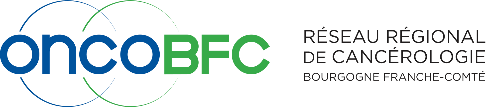 oncoBFC
RÉSEAU RÉGIONAL
DE CANCÉROLOGIE
BOURGOGNE FRANCHE-COMTÉ